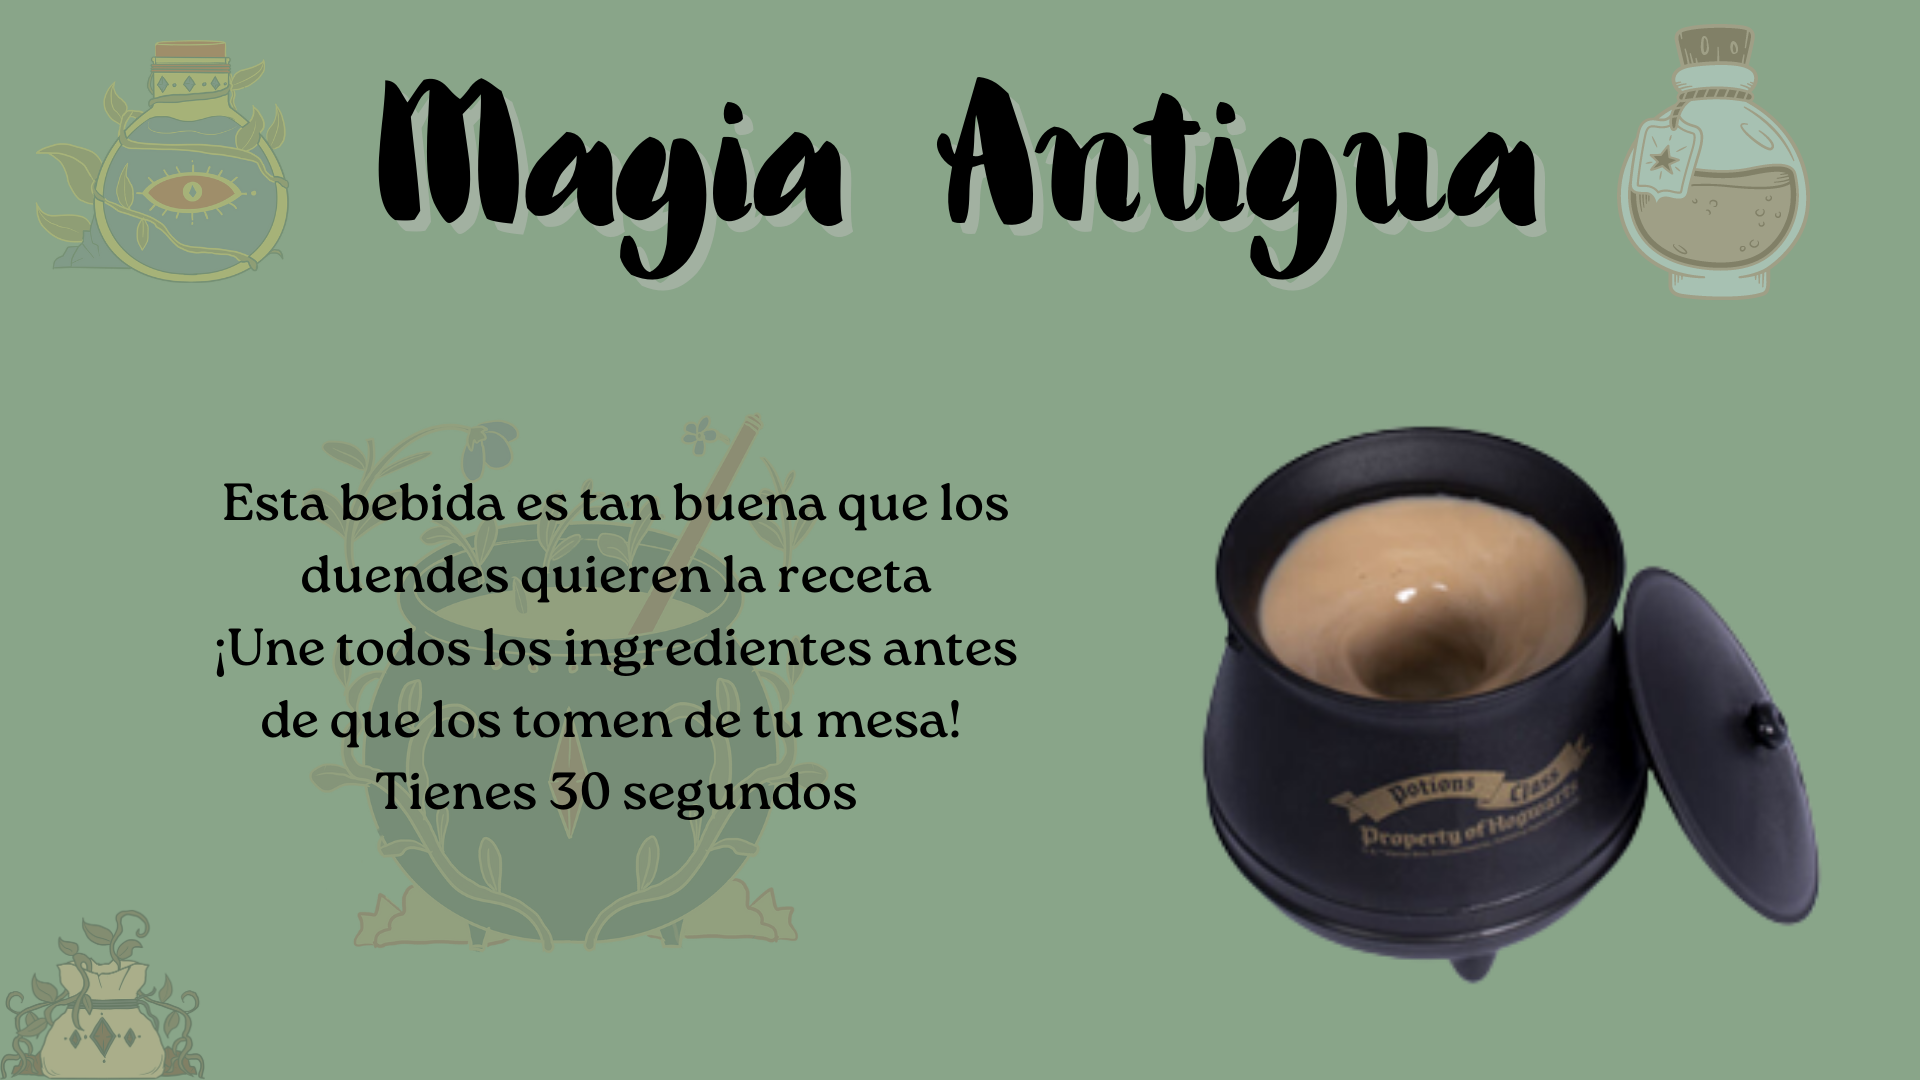 Magia Antigua
Esta bebida es tan buena que los
duendes quieren la receta
¡Une todos los ingredientes antes
de que los tomen de tu mesa!
Tienes 30 segundos
Potions Class
Property of Hogwarts